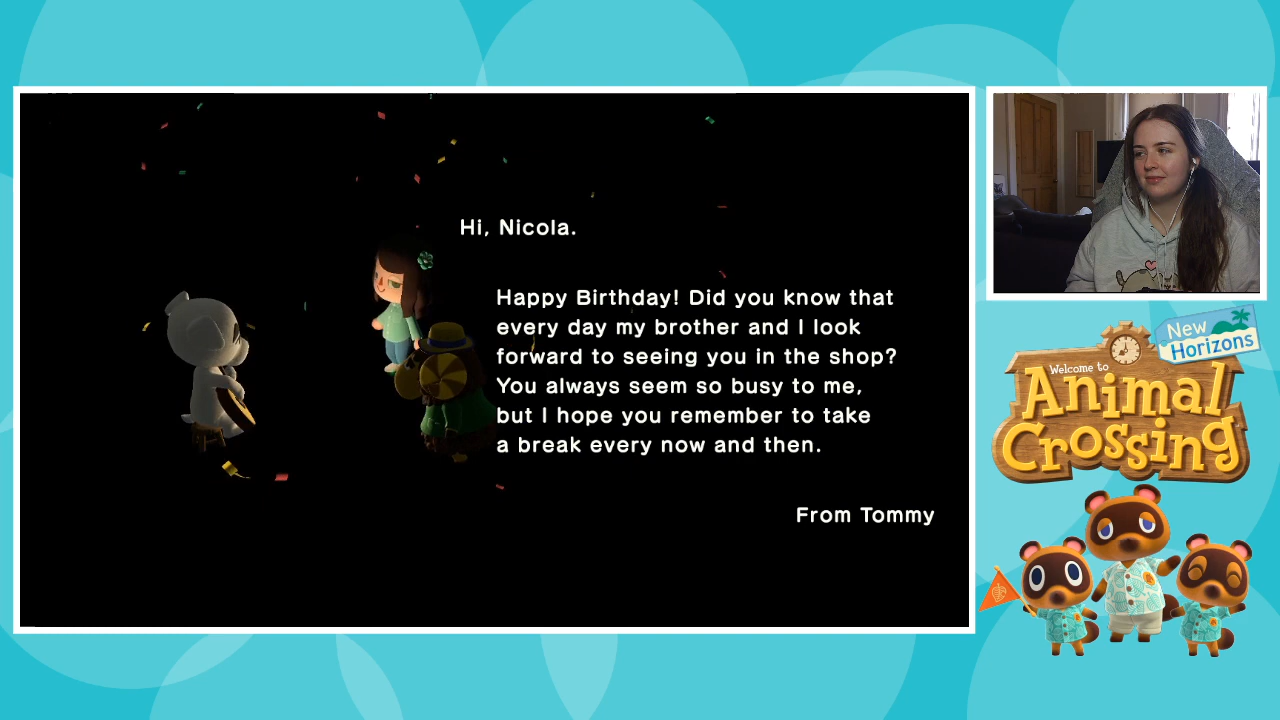 Hi, Nicola.
Happy Birthday! Did you know that
every day my brother and I look
forward to seeing you in the shop?
You always seem so busy to me,
but I hope you remember to take
a break every now and then.
From Tommy
New
Horizons
Welcome to
Animal
Crossing